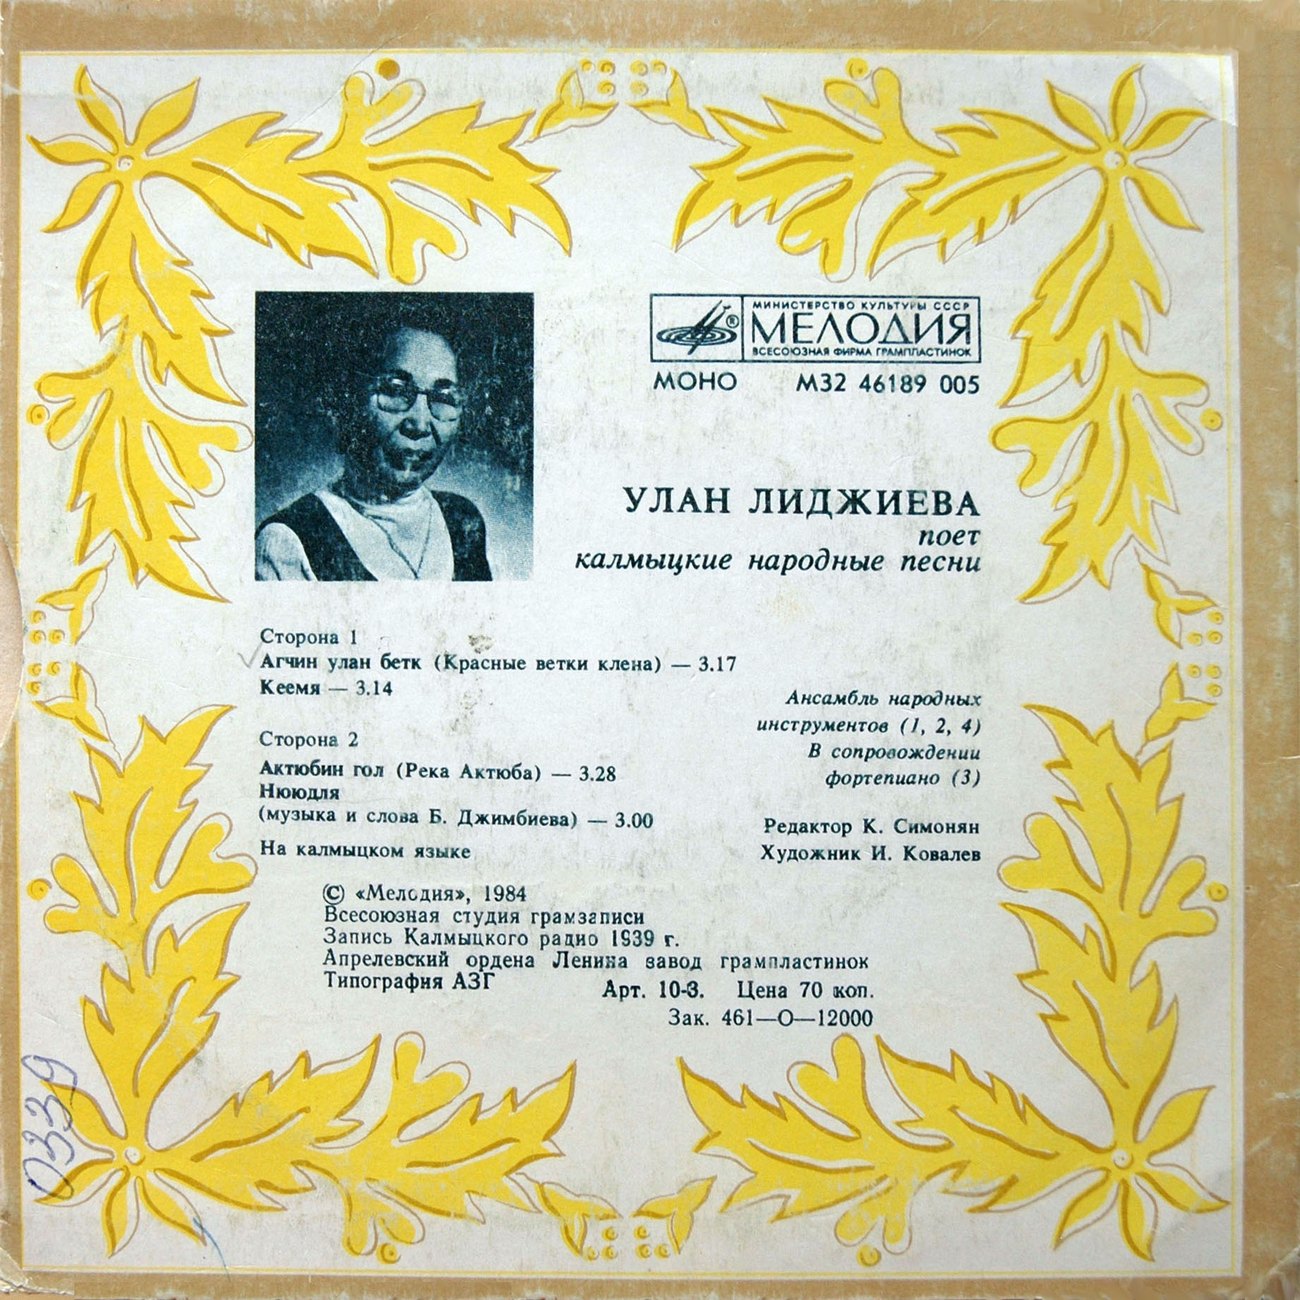 МИНИСТЕРСТВО КУЛЬТУРЫ СССР
МЕЛОДИЯ
ВСЕСОЮЗНАЯ ФИРМА ГРАМПЛАСТИНОК
МОНО М32 46189 005
УЛАН ЛИДЖИЕВА
поет
калмыцкие народные песни
Сторона 1
Агчин улан бетк (Красные ветки клена) — 3.17
Кеемя — 3.14
Сторона 2
Актюбин гол (Река Актюба) — 3.28
Нююдля
(музыка и слова Б. Джимбиева) — 3.00
На калмыцком языке
Ансамбль народных
инструментов (1, 2, 4)
В сопровождении
фортепиано (3)
Редактор К. Симонян
Художник И. Ковалев
© «Мелодия», 1984
Всесоюзная студия грамзаписи
Запись Калмыцкого радио 1939 г.
Апрелевский ордена Ленина завод грампластинок
Типография АЗГ
Арт. 10-3. Цена 70 коп.
Зак. 461—О—12000
0339